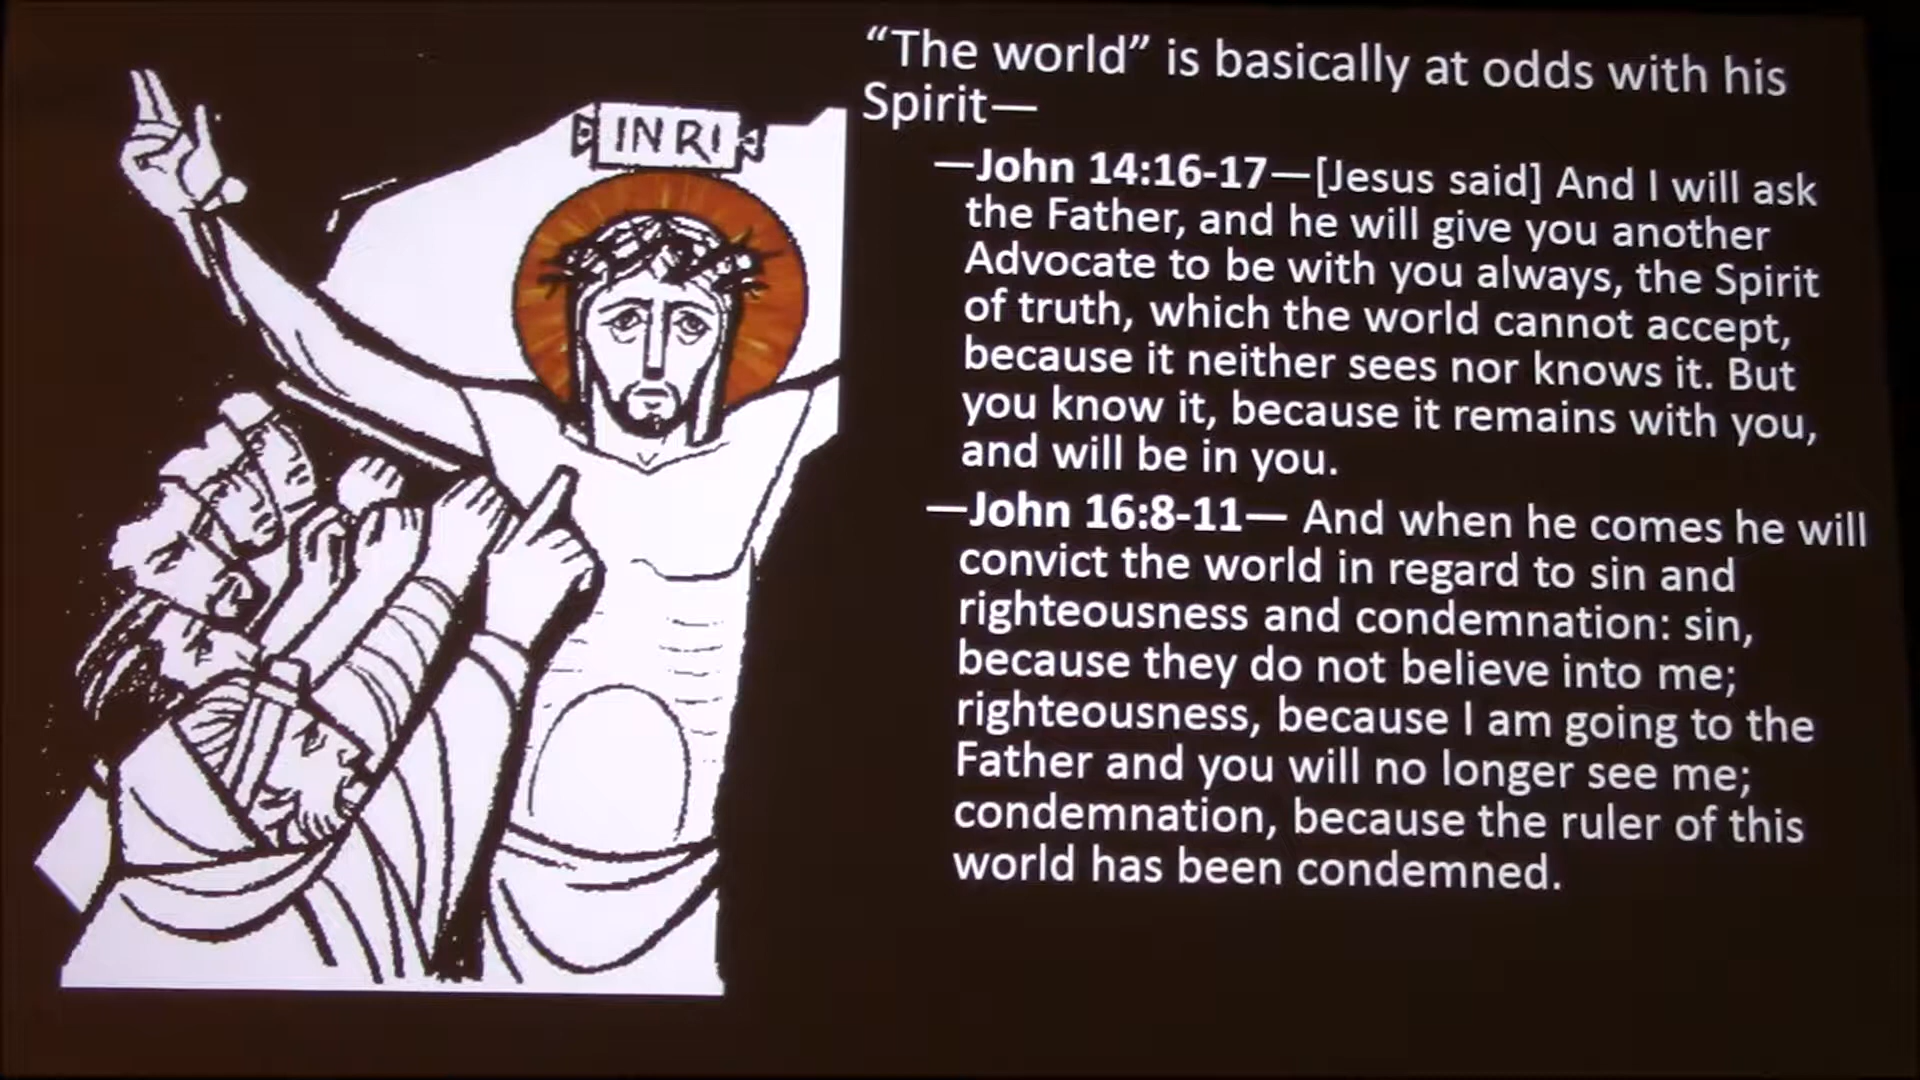 INRI
“The world” is basically at odds with his
Spirit—
—John 14:16-17—[Jesus said] And I will ask
the Father, and he will give you another
Advocate to be with you always, the Spirit
of truth, which the world cannot accept,
because it neither sees nor knows it. But
you know it, because it remains with you,
and will be in you.
—John 16:8-11— And when he comes he will
convict the world in regard to sin and
righteousness and condemnation: sin,
because they do not believe into me;
righteousness, because I am going to the
Father and you will no longer see me;
condemnation, because the ruler of this
world has been condemned.